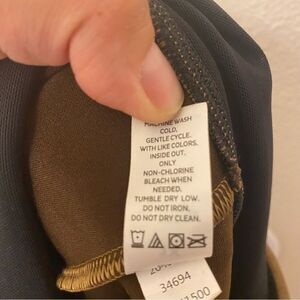 MACHINE WASH
COLD,
GENTLE CYCLE,
WITH LIKE COLORS,
INSIDE OUT,
ONLY
NON-CHLORINE
BLEACH WHEN
NEEDED,
TUMBLE DRY LOW.
DO NOT IRON,
DO NOT DRY CLEAN.
34694
1500